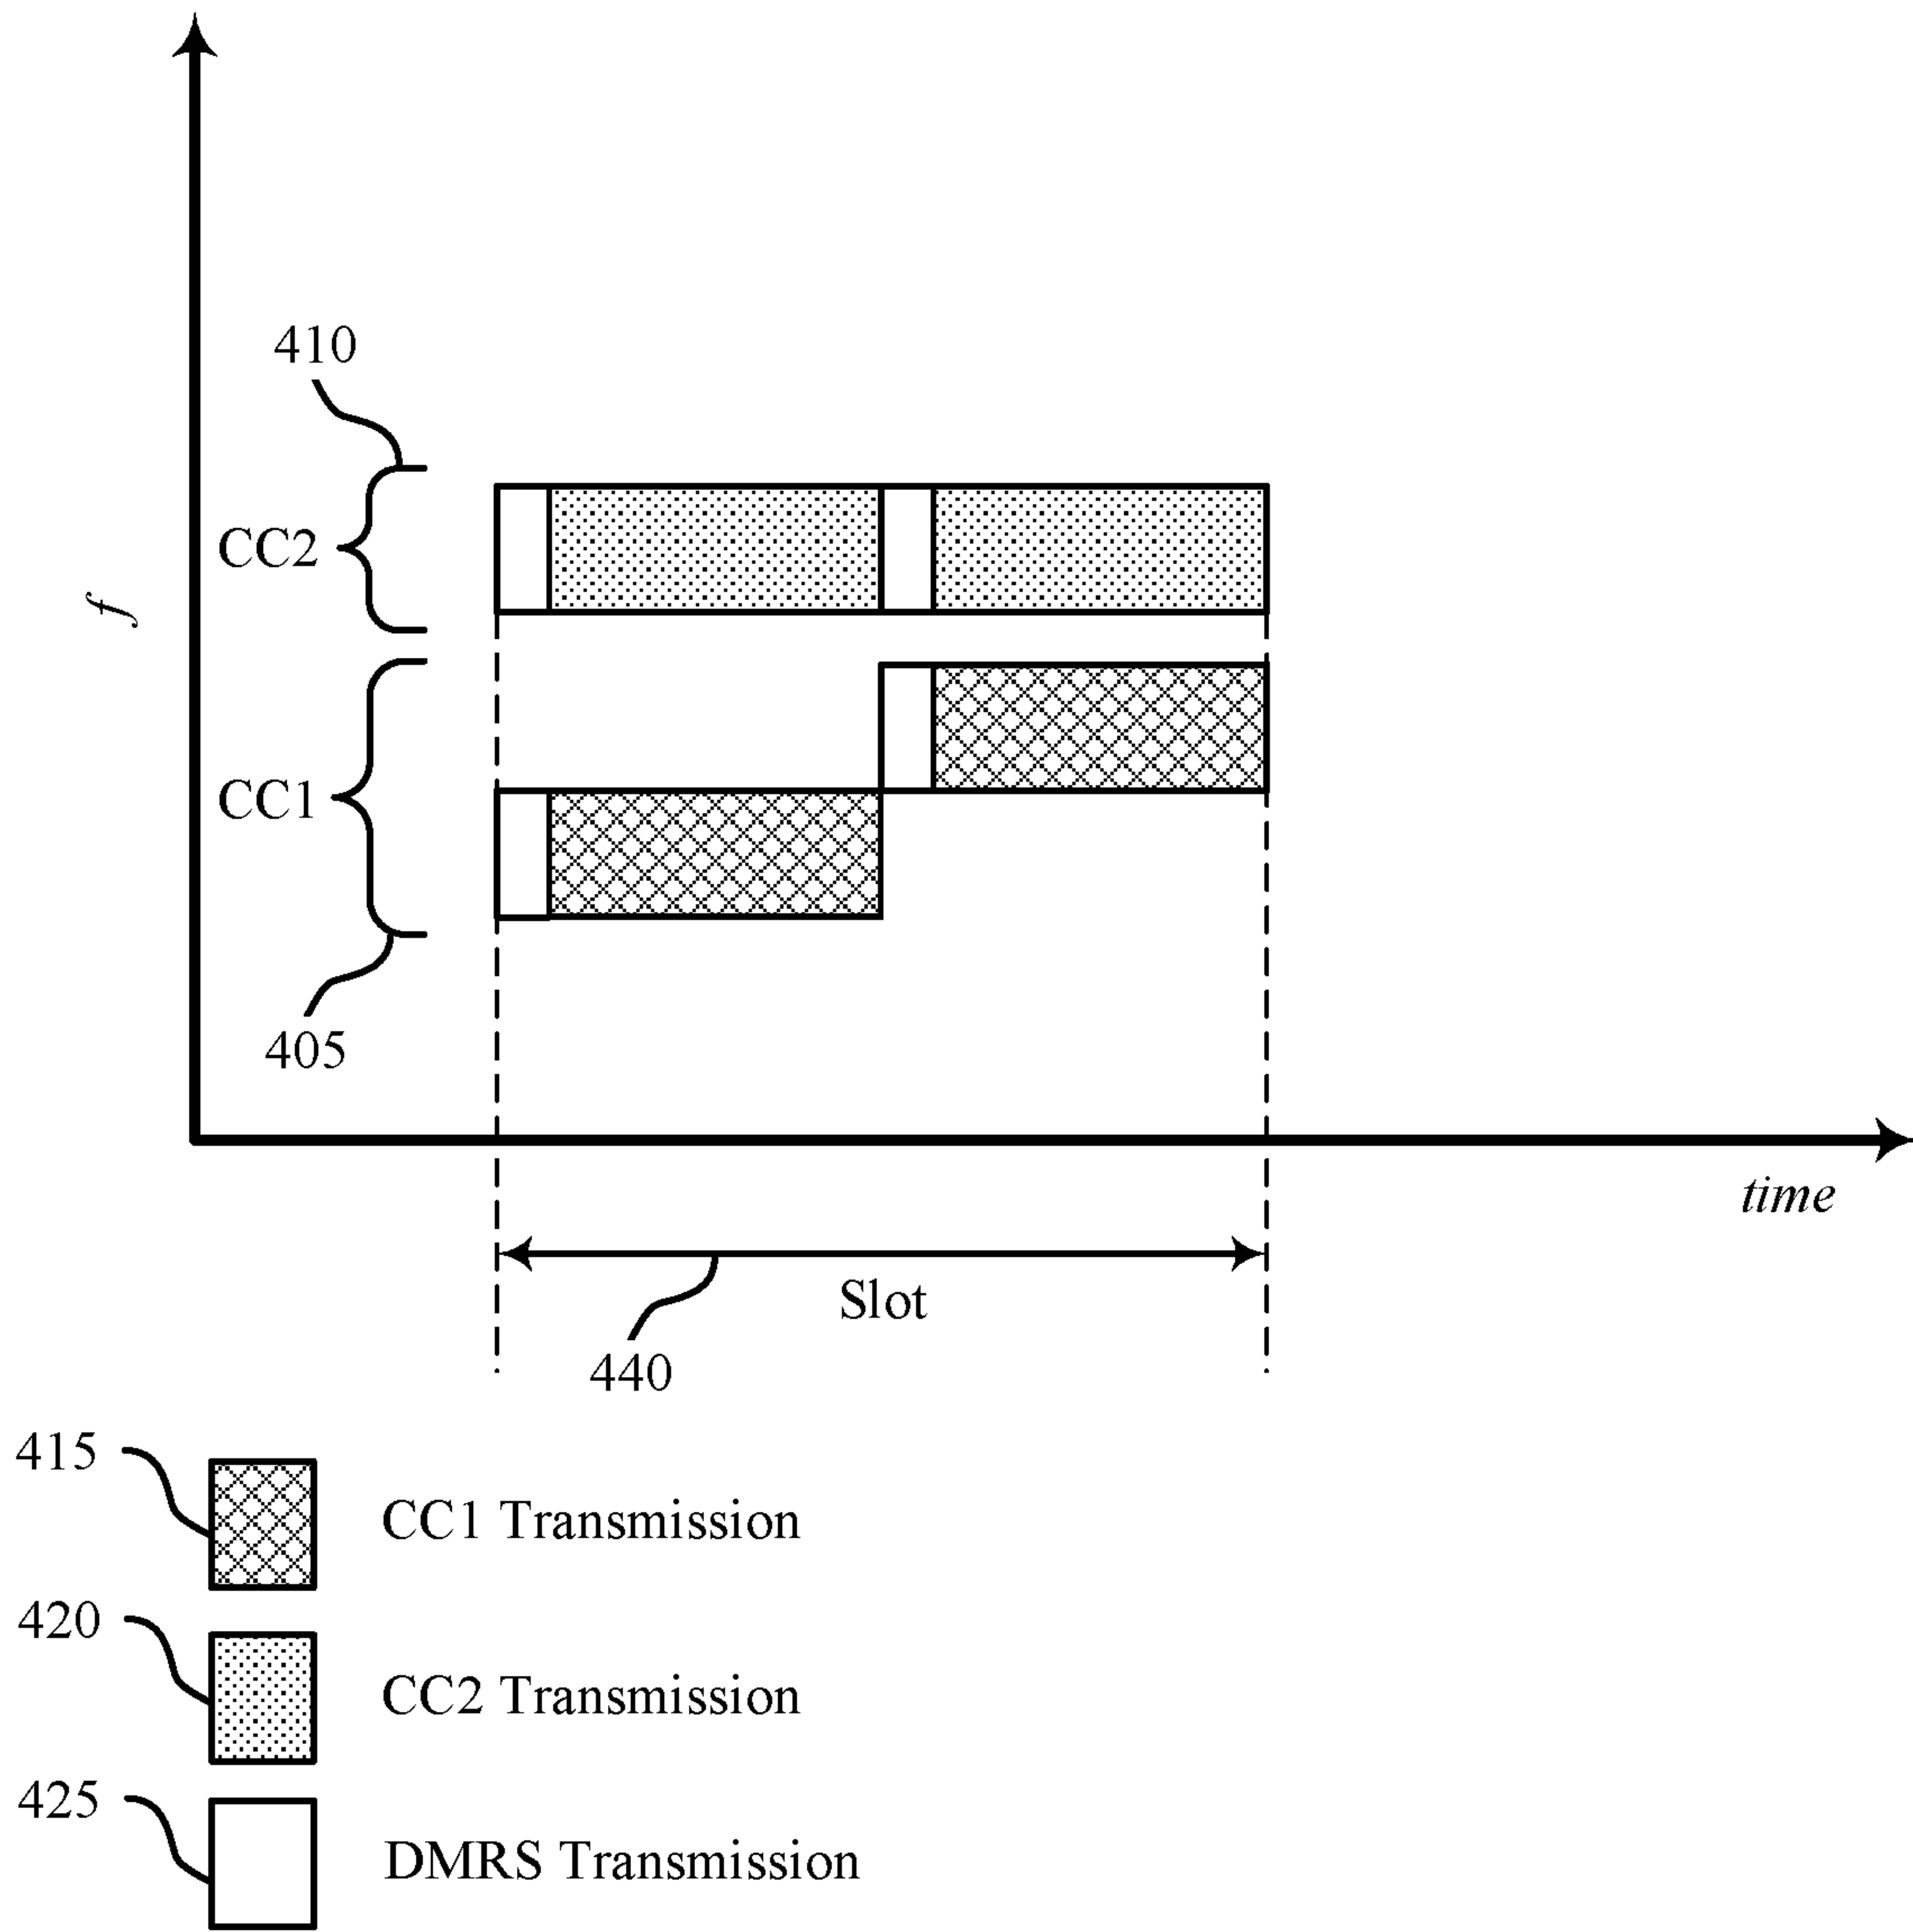 410
CC2
f
CC1
405
time
Slot
440
415
CC1 Transmission
420
CC2 Transmission
425
DMRS Transmission